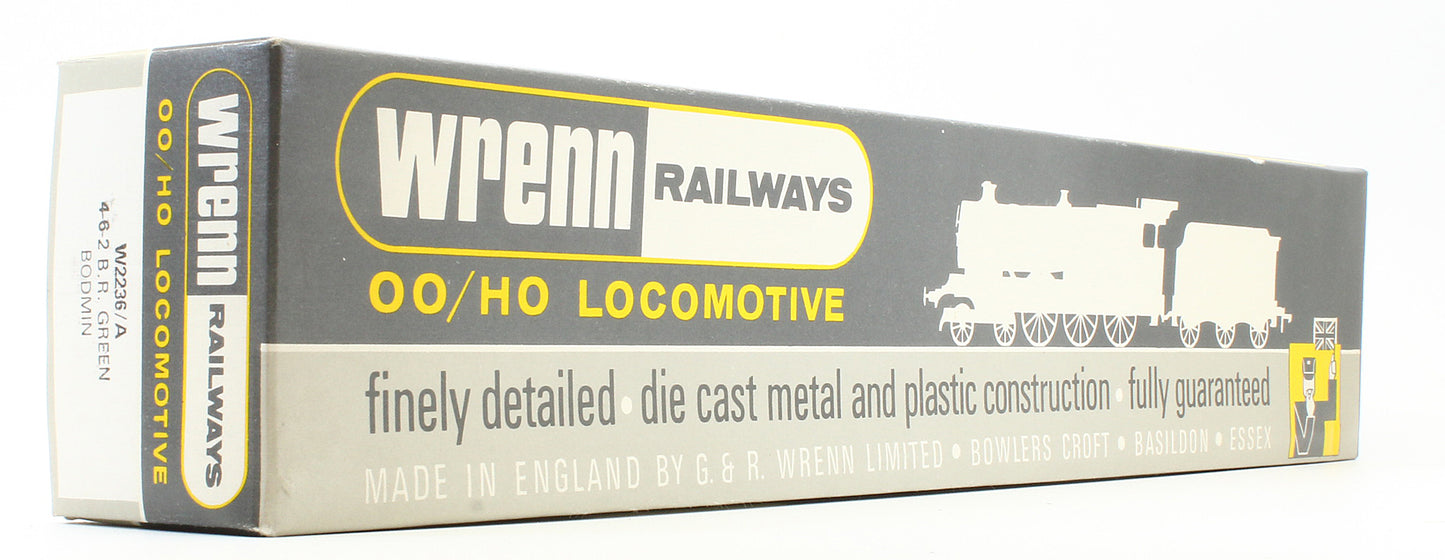 W2236/A
4-6-2 B.R. GREEN
BODMIN
wrenn RAILWAYS
OO/HO LOCOMOTIVE
wrenn RAILWAYS
OO/HO LOCOMOTIVE
finely detailed • die cast metal and plastic construction • fully guaranteed
MADE IN ENGLAND BY G. & R. WRENN LIMITED • BOWLERS CROFT • BASILDON • ESSEX